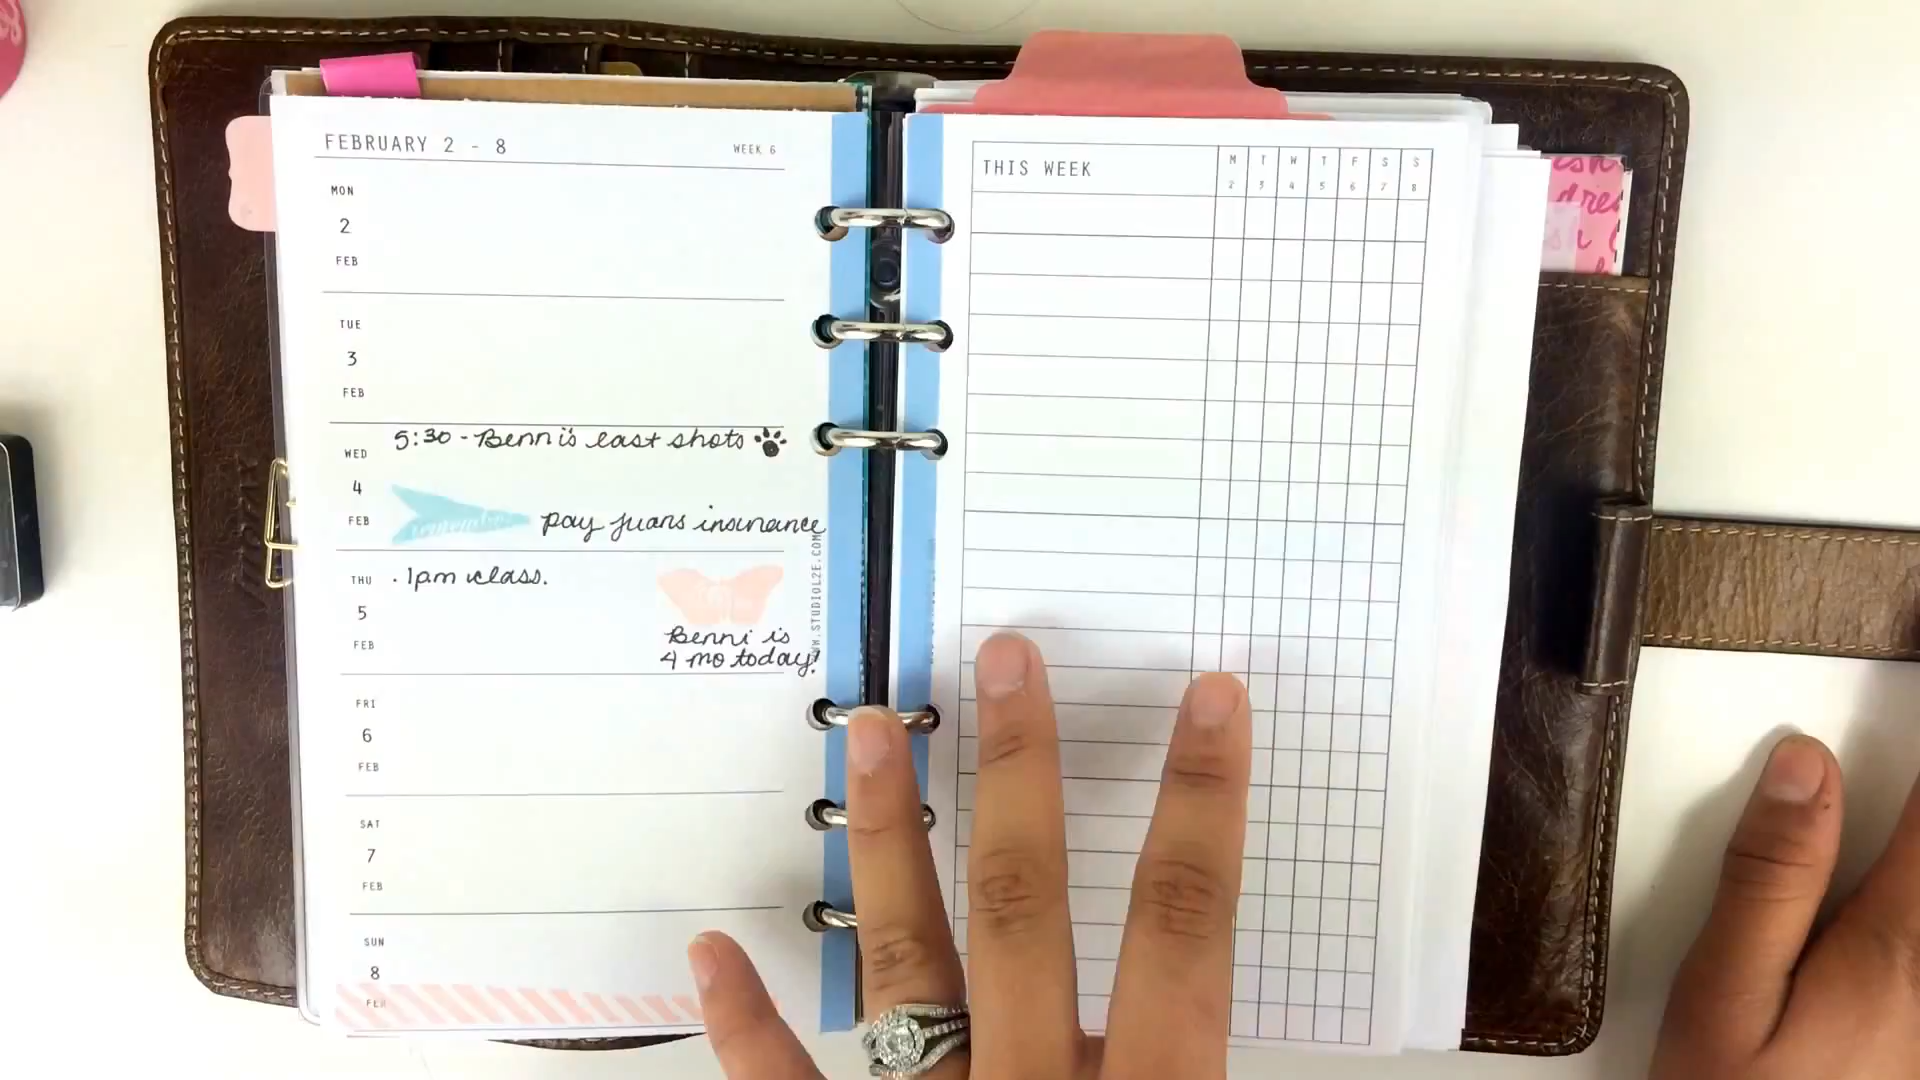 FEBRUARY 2 - 8
WEEK 6
MON
2
FEB
TUE
3
FEB
WED
4
FEB
5:30 - Benni's last shots
remember
pay juans insurance
THU
5
FEB
. 1pm class.
Benni is
4 mo today!
FRI
6
FEB
SAT
7
FEB
SUN
8
FEB
WWW.STUDIOL2E.COM
THIS WEEK
M T W T F S S
2 3 4 5 6 7 8